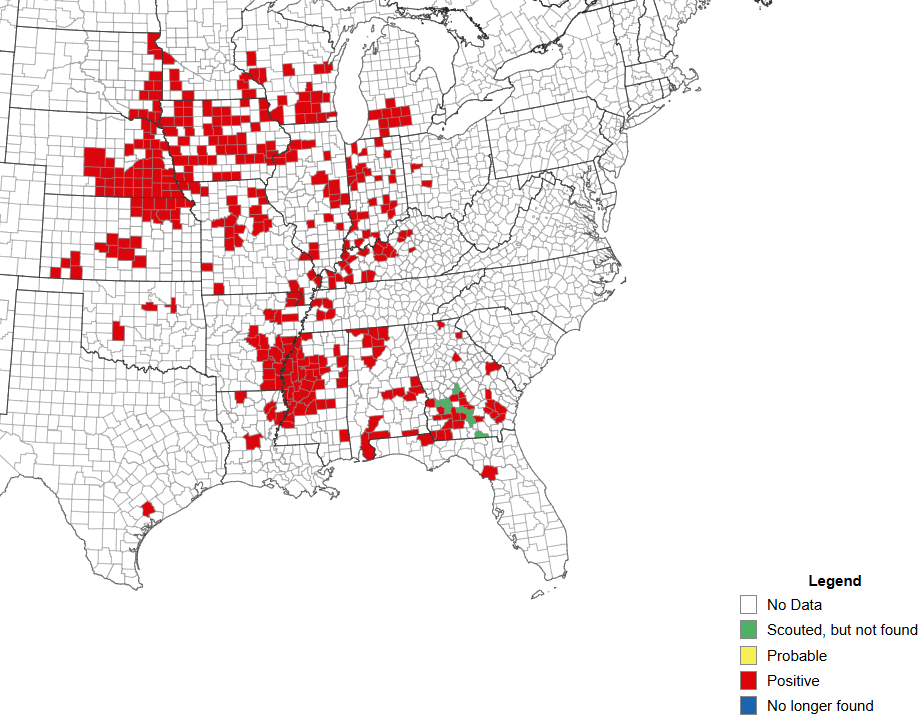 Legend
No Data
Scouted, but not found
Probable
Positive
No longer found